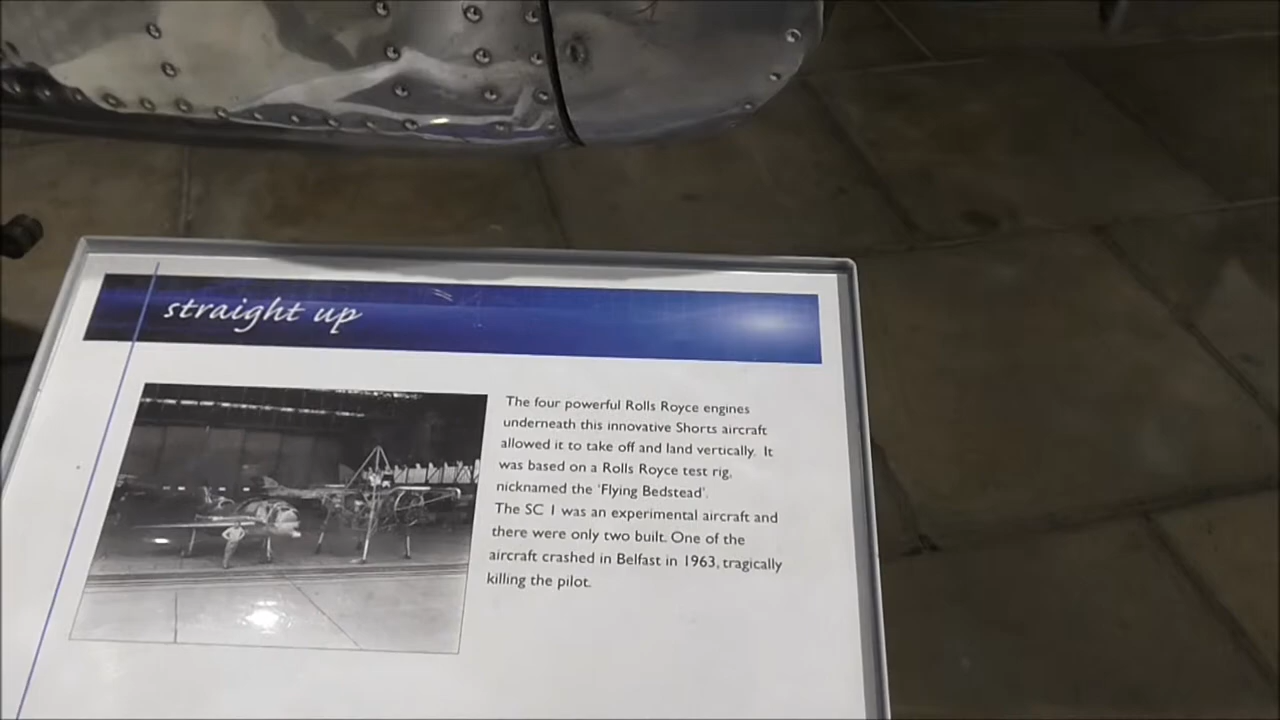 straight up
The four powerful Rolls Royce engines
underneath this innovative Shorts aircraft
allowed it to take off and land vertically. It
was based on a Rolls Royce test rig,
nicknamed the 'Flying Bedstead'.
The SC 1 was an experimental aircraft and
there were only two built. One of the
aircraft crashed in Belfast in 1963, tragically
killing the pilot.